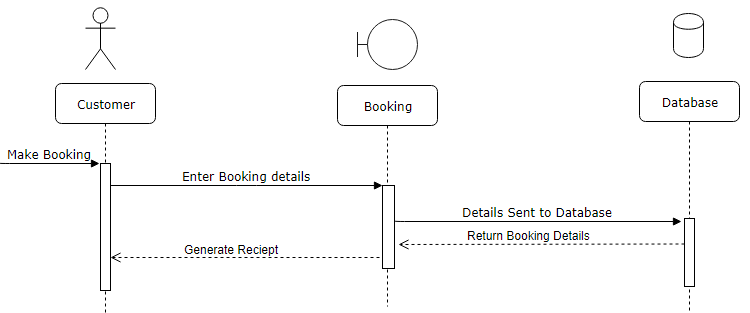 Customer
Booking
Database
Make Booking
Enter Booking details
Details Sent to Database
Return Booking Details
Generate Reciept